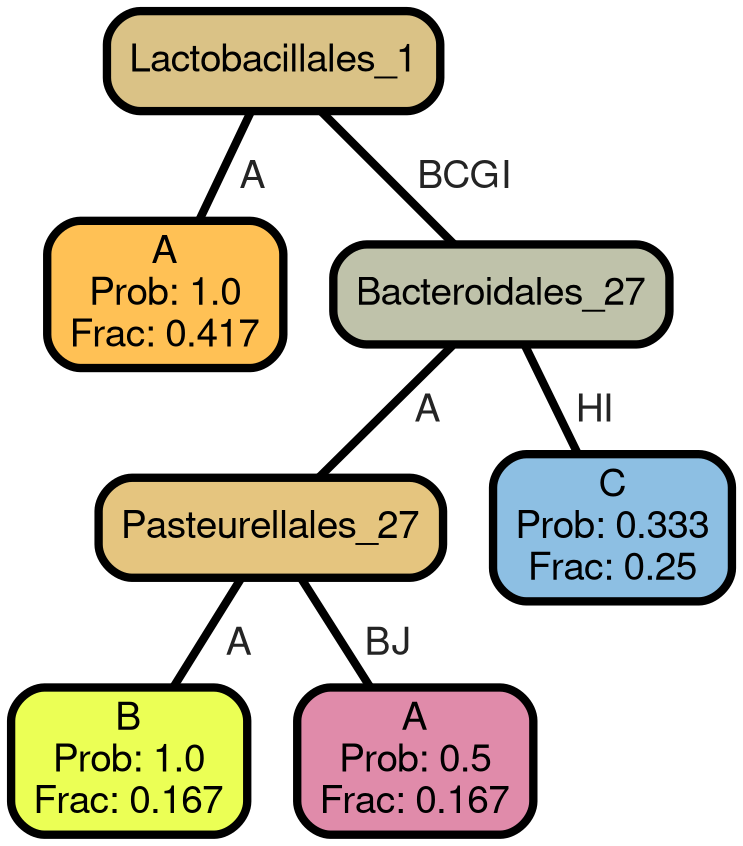 Lactobacillales_1
A
BCGI
A
Prob: 1.0
Frac: 0.417
Bacteroidales_27
A
HI
Pasteurellales_27
C
Prob: 0.333
Frac: 0.25
A
BJ
B
Prob: 1.0
Frac: 0.167
A
Prob: 0.5
Frac: 0.167